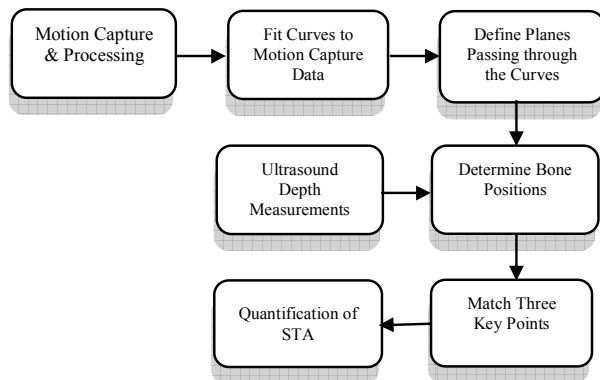 Motion Capture
& Processing
Fit Curves to
Motion Capture
Data
Define Planes
Passing through
the Curves
Ultrasound
Depth
Measurements
Determine Bone
Positions
Quantification of
STA
Match Three
Key Points